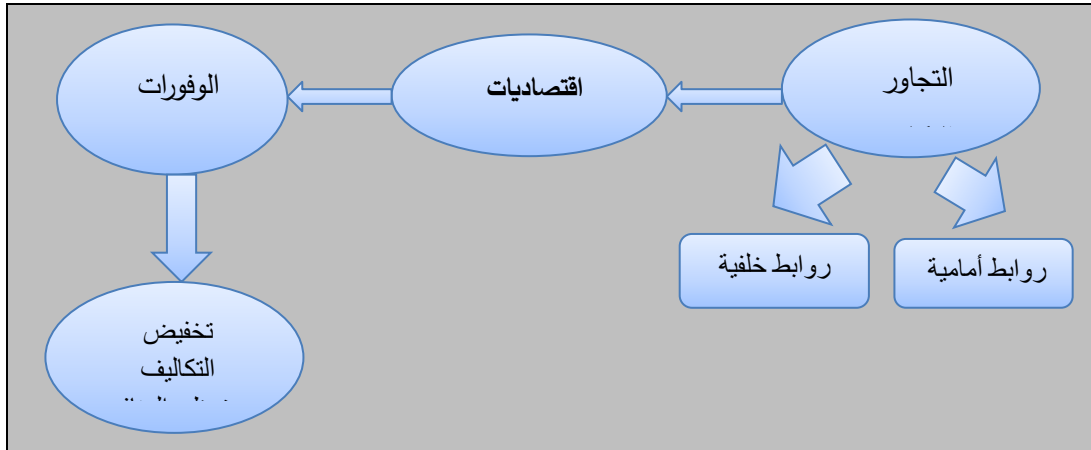 التجاور
اقتصاديات
الوفورات
روابط أمامية
روابط خلفية
تخفيض
التكاليف